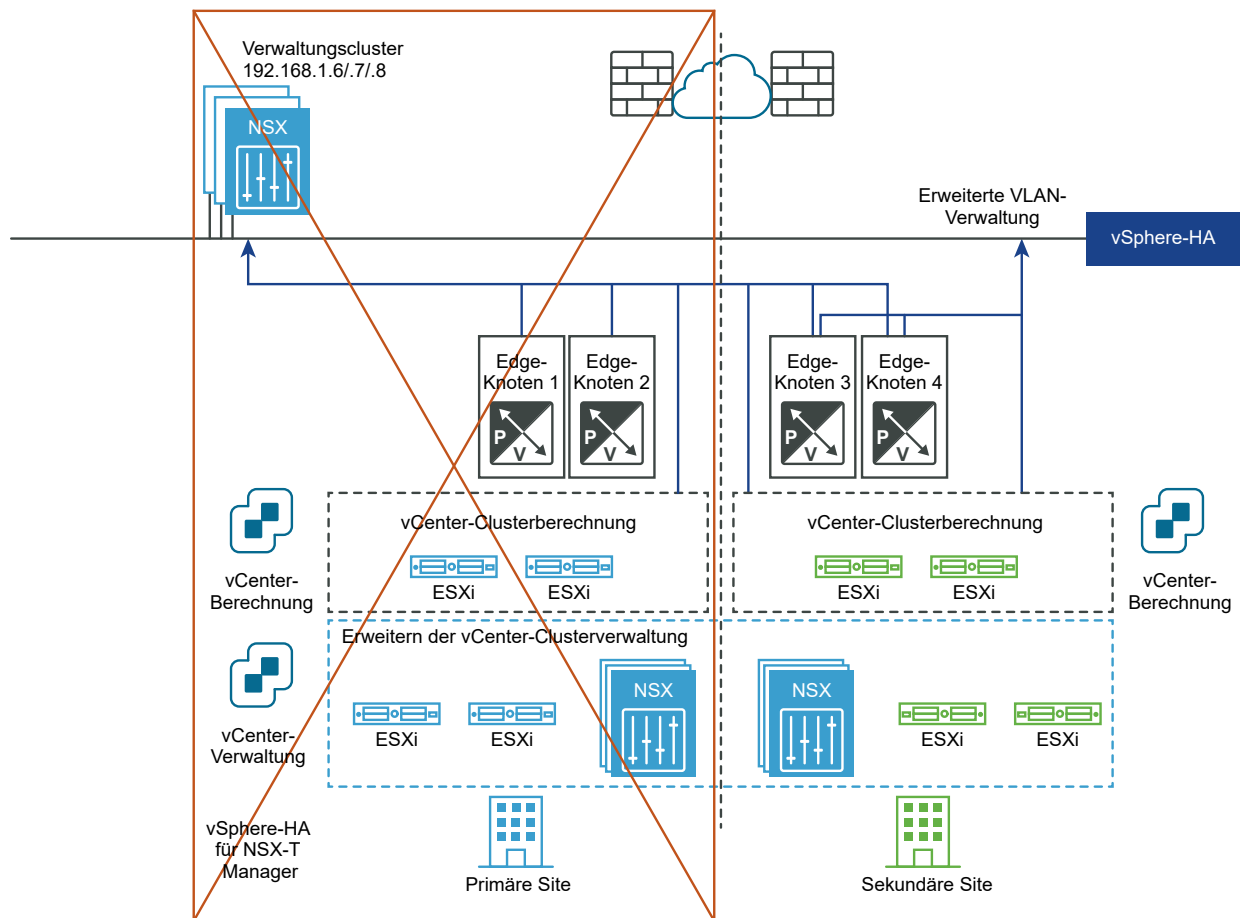 Verwaltungscluster
192.168.1.6/.7/.8
NSX
Erweiterte VLAN-
Verwaltung
vSphere-HA
Edge-
Knoten 1
Edge-
Knoten 2
Edge-
Knoten 3
Edge-
Knoten 4
P
V
P
V
P
V
P
V
vCenter-Clusterberechnung
vCenter-Clusterberechnung
ESXi
ESXi
ESXi
ESXi
vCenter-
Berechnung
vCenter-
Berechnung
Erweitern der vCenter-Clusterverwaltung
NSX
NSX
ESXi
ESXi
ESXi
ESXi
vCenter-
Verwaltung
vSphere-HA
für NSX-T
Manager
Primäre Site
Sekundäre Site